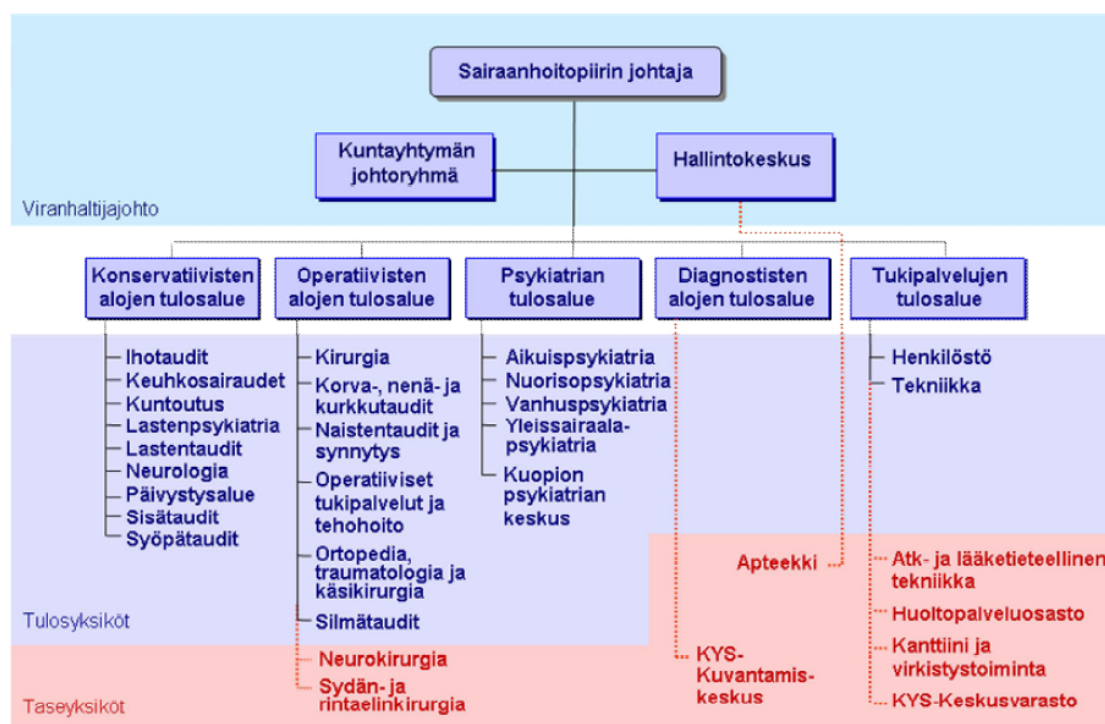 Sairaanhoitopiirin johtaja
Kuntayhtymän
johtoryhmä
Hallintokeskus
Viranhaltijajohto
Konservatiivisten
alojen tulosalue
Operatiivisten
alojen tulosalue
Psykiatrian
tulosalue
Diagnostisten
alojen tulosalue
Tukipalvelujen
tulosalue
Ihotaudit
Keuhkosairaudet
Kuntoutus
Lastenpsykiatria
Lastentaudit
Neurologia
Päivystysalue
Sisätaudit
Syöpätaudit
Kirurgia
Korva-, nenä- ja
kurkkutaudit
Naistentaudit ja
synnytys
Operatiiviset
tukipalvelut ja
tehohoito
Ortopedia,
traumatologia ja
käsikirurgia
Silmätaudit
Aikuispsykiatria
Nuorisopsykiatria
Vanhuspsykiatria
Yleissairaala-
psykiatria
Kuopion
psykiatrian
keskus
Henkilöstö
Tekniikka
Tulosyksiköt
Neurokirurgia
Sydän- ja
rintaelinkirurgia
KYS-
Kuvantamis-
keskus
Apteekki
Atk- ja lääketieteellinen
tekniikka
Huoltopalveluosasto
Kanttiini ja
virkistystoiminta
KYS-Keskusvarasto
Taseyksiköt